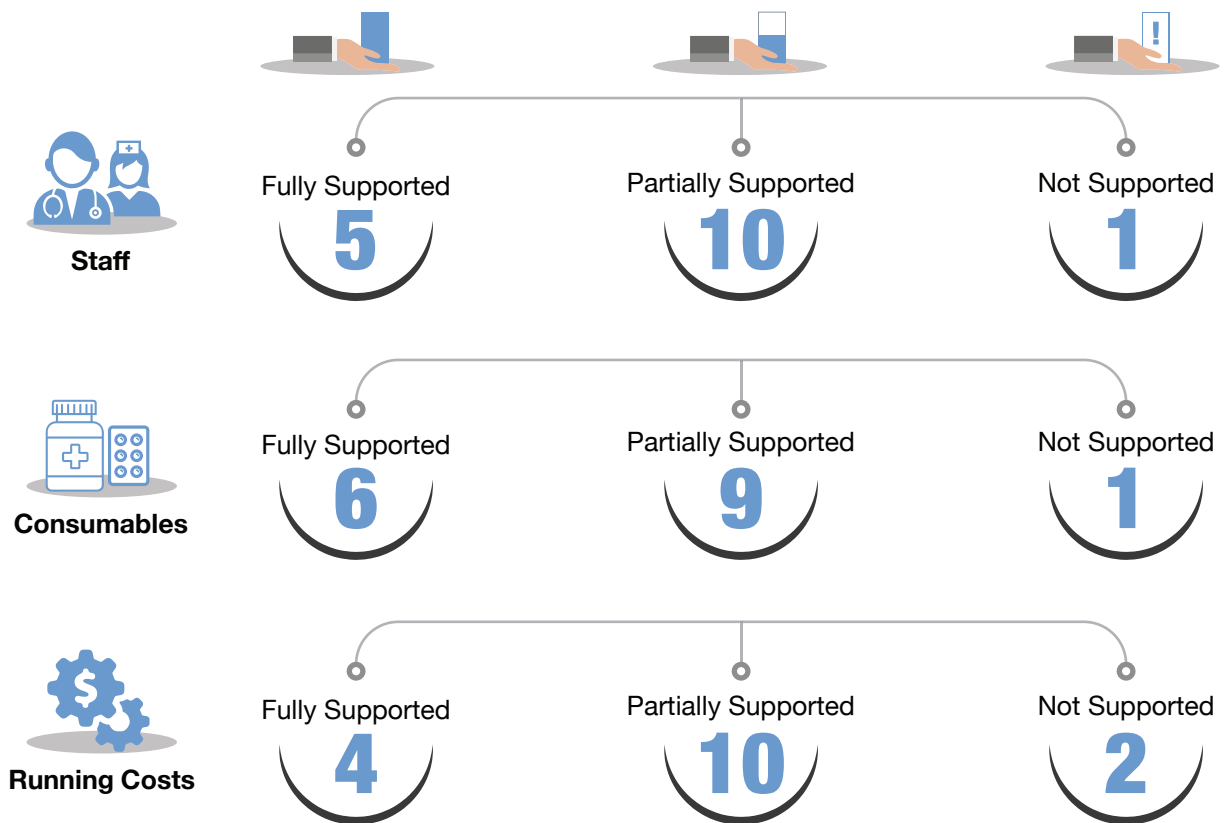 !
Fully Supported
Partially Supported
Not Supported
5
10
1
Staff
Fully Supported
Partially Supported
Not Supported
6
9
1
Consumables
$
Fully Supported
Partially Supported
Not Supported
4
10
2
Running Costs